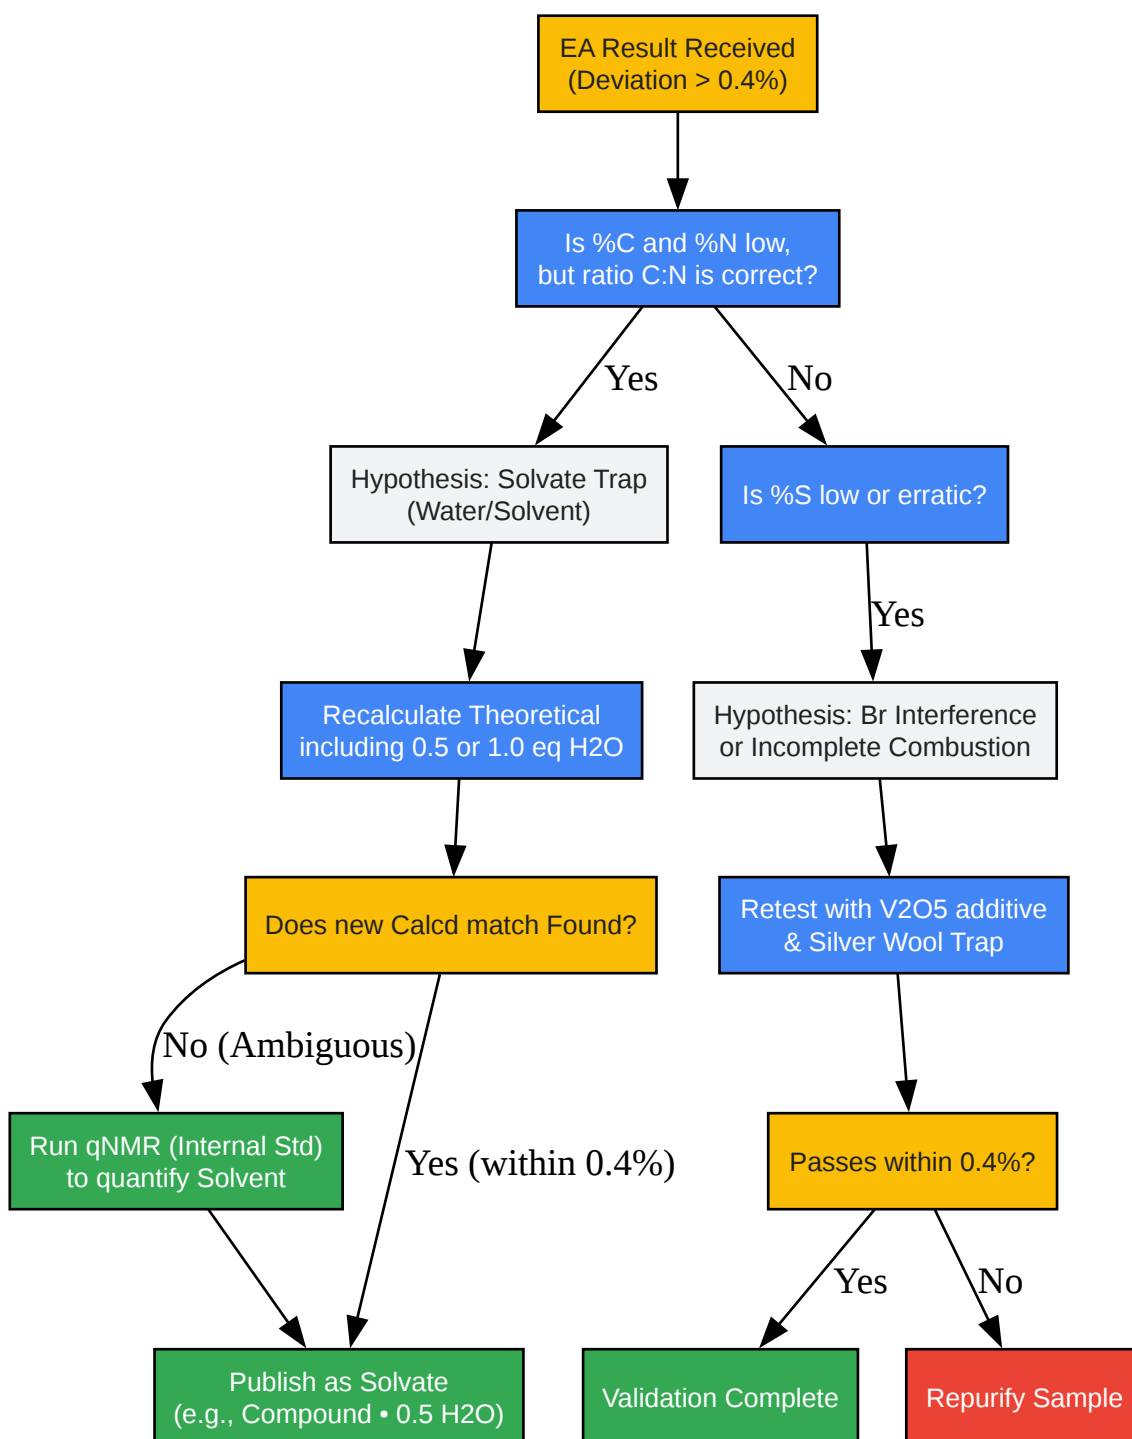 EA Result Received
(Deviation > 0.4%)
Is %C and %N low,
but ratio C:N is correct?
Yes
No
Hypothesis: Solvate Trap
(Water/Solvent)
Is %S low or erratic?
Yes
Recalculate Theoretical
including 0.5 or 1.0 eq H2O
Hypothesis: Br Interference
or Incomplete Combustion
Does new Calcd match Found?
Retest with V2O5 additive
& Silver Wool Trap
No (Ambiguous)
Yes (within 0.4%)
Run qNMR (Internal Std)
to quantify Solvent
Passes within 0.4%?
Yes
No
Publish as Solvate
(e.g., Compound • 0.5 H2O)
Validation Complete
Repurify Sample